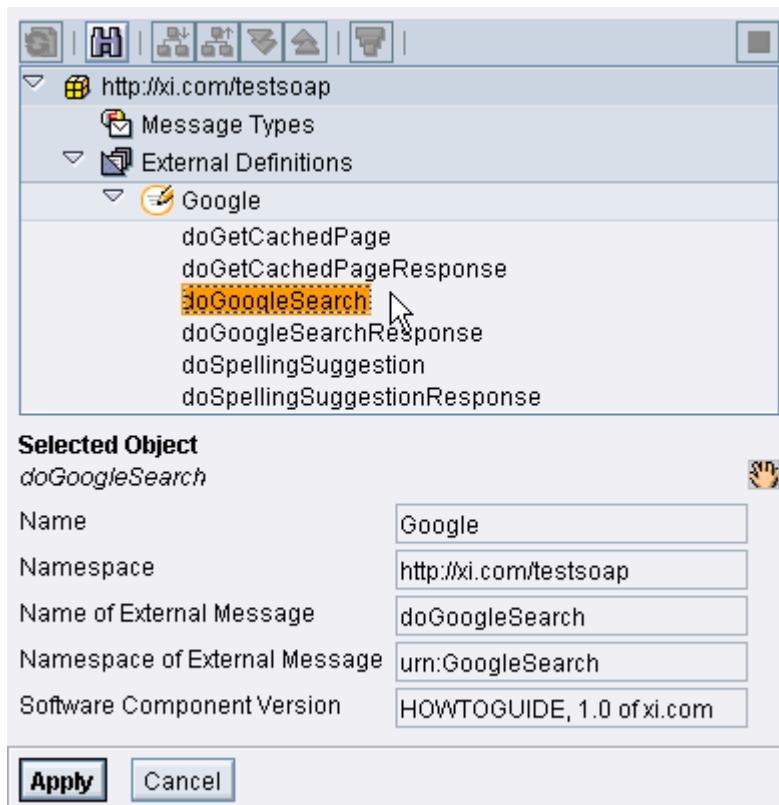 http://xi.com/testsoap
Message Types
External Definitions
Google
doGetCachedPage
doGetCachedPageResponse
doGoogleSearch
doGoogleSearchResponse
doSpellingSuggestion
doSpellingSuggestionResponse
Selected Object
doGoogleSearch
Name Google
Namespace http://xi.com/testsoap
Name of External Message doGoogleSearch
Namespace of External Message urn:GoogleSearch
Software Component Version HOWTOGUIDE, 1.0 of xi.com
Apply Cancel